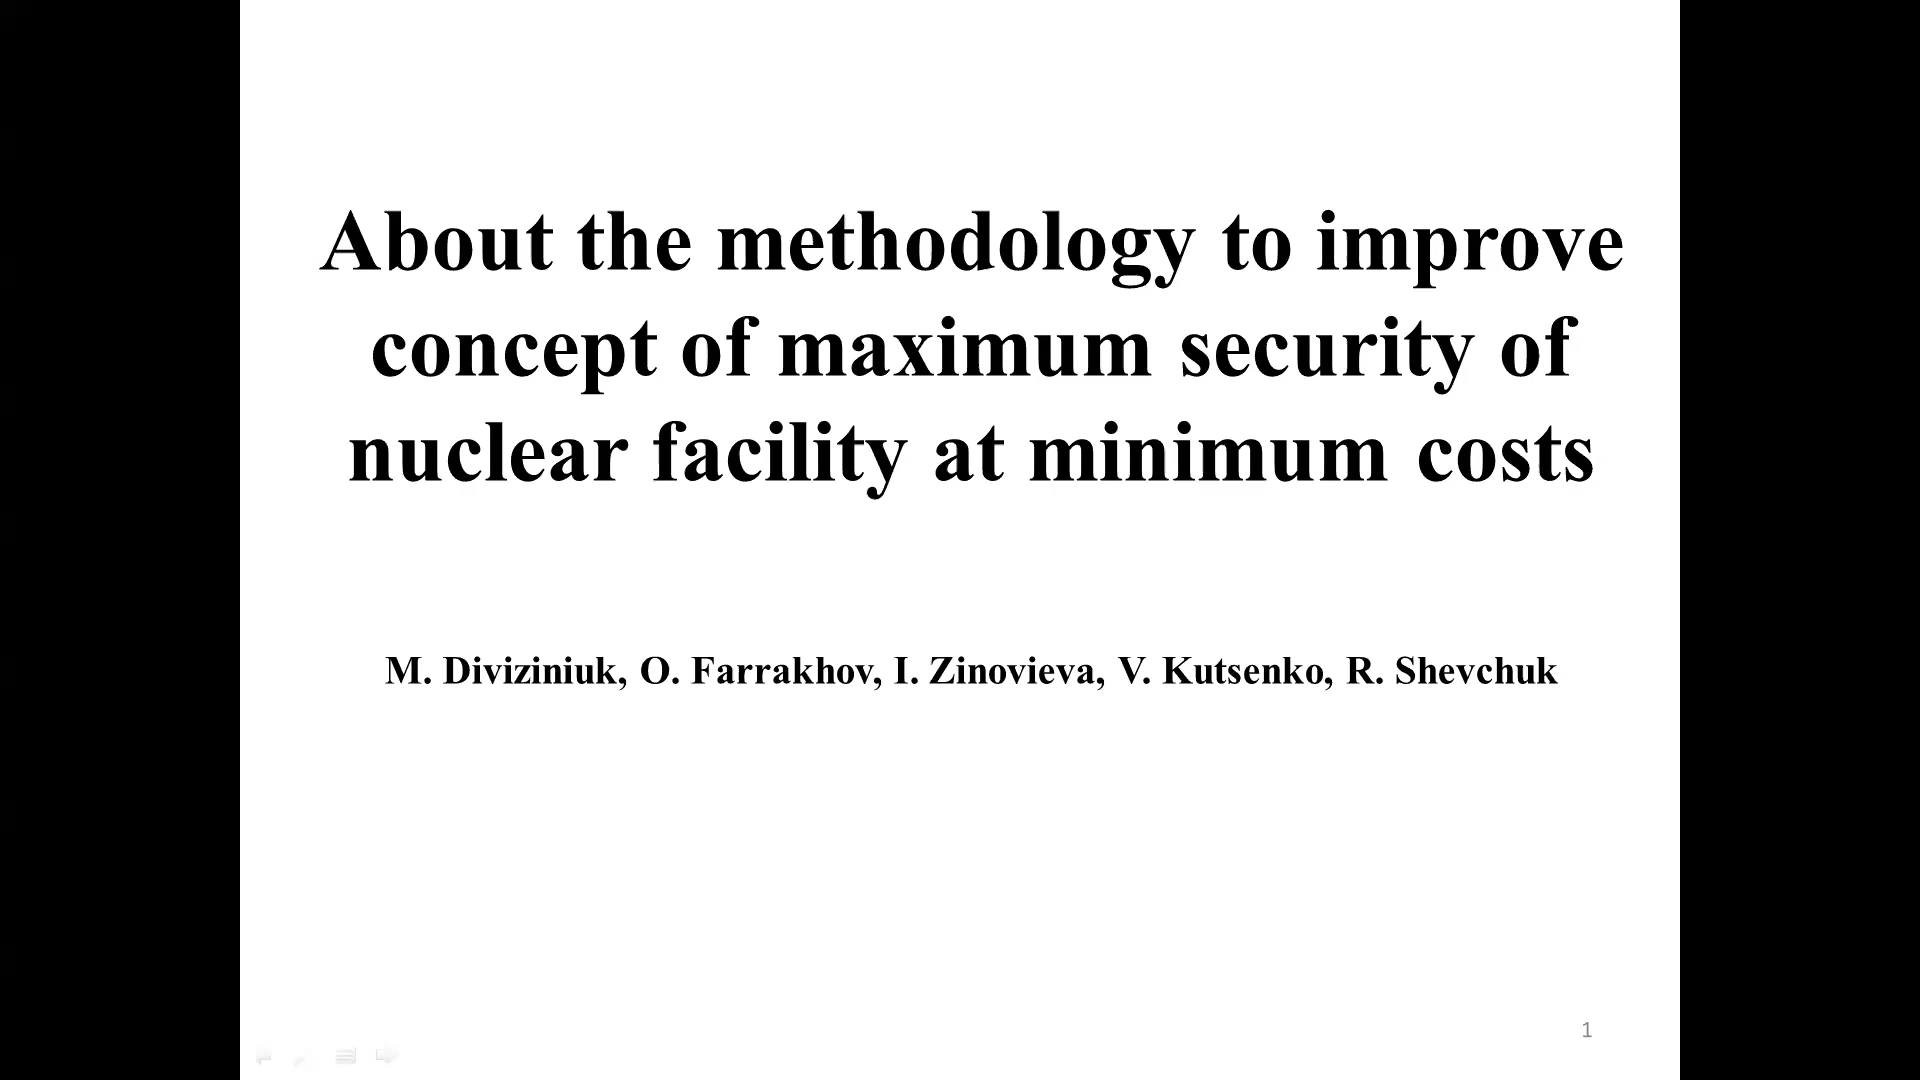 About the methodology to improve
concept of maximum security of
nuclear facility at minimum costs
M. Diviziniuk, O. Farrakhov, I. Zinovieva, V. Kutsenko, R. Shevchuk
1